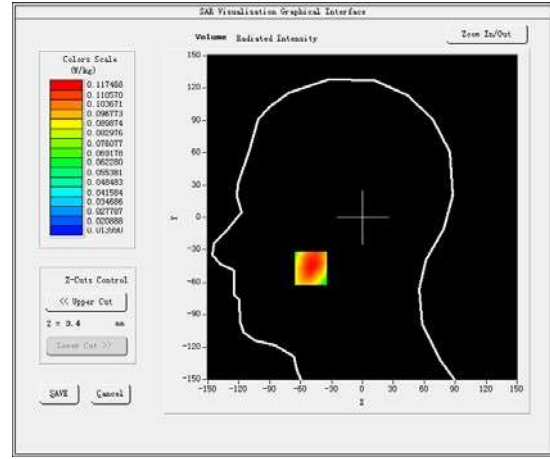 SAR Visualisation Graphical Interface
Volume Radiated Intensity
Zoom In/Out
Colors Scale
(W/kg)
0.117468
0.110570
0.103671
0.096773
0.089874
0.082976
0.076077
0.069178
0.062280
0.055381
0.048483
0.041584
0.034686
0.027787
0.020888
0.013990
Z-Cuts Control
<< Upper Cut
Z = 3.4 mm
Lower Cut >>
SAVE Cancel
150
120
90
60
30
0
-30
-60
-90
-120
-150
Y
-150 -120 -90 -60 -30 0 30 60 90 120 150
X